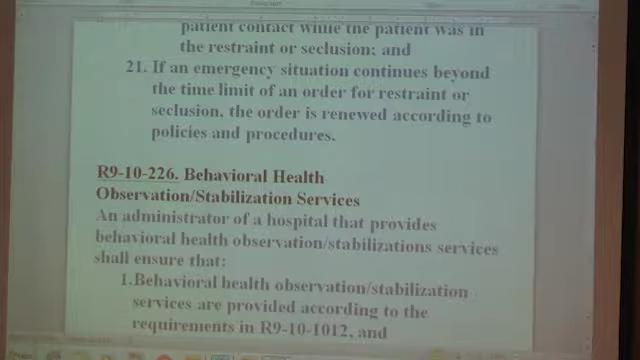 patient contact while the patient was in
the restraint or seclusion; and
21. If an emergency situation continues beyond
the time limit of an order for restraint or
seclusion, the order is renewed according to
policies and procedures.
R9-10-226. Behavioral Health
Observation/Stabilization Services
An administrator of a hospital that provides
behavioral health observation/stabilizations services
shall ensure that:
1.Behavioral health observation/stabilization
services are provided according to the
requirements in R9-10-1012, and